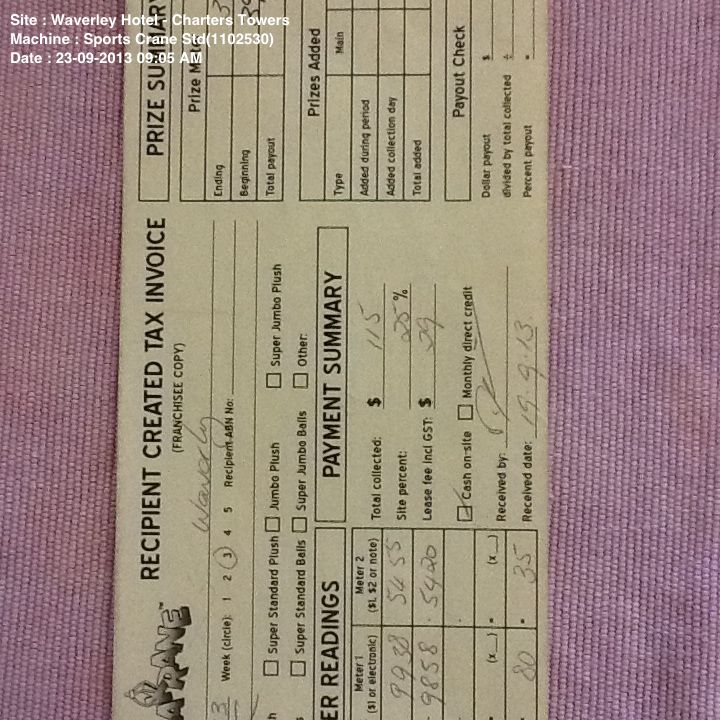 Site : Waverley Hotel - Charters Towers
Machine : Sports Crane Std(1102530)
Date : 23-09-2013 09:05 AM
RECIPIENT CREATED TAX INVOICE
(FRANCHISEE COPY)
Waverly
Week (circle): 1 2 3 4 5 Recipient ABN No:
Super Standard Plush Jumbo Plush Super Jumbo Plush
Super Standard Balls Super Jumbo Balls Other:
ER READINGS
Meter 1 Meter 2
($1 or electronic) ($1, $2 or note)
9938 5455
9858 5420
(x__) = (x__)
80 = 35
PAYMENT SUMMARY
Total collected: $ 115
Site percent: 25 %
Lease fee incl GST: $ 29
Cash on-site Monthly direct credit
Received by:
Received date: 19.9.13
PRIZE SUMMARY
Prize M
Ending
Beginning
Total payout
Prizes Added
Type Main
Added during period
Added collection day
Total added
Payout Check
Dollar payout $
divided by total collected ÷
Percent payout =